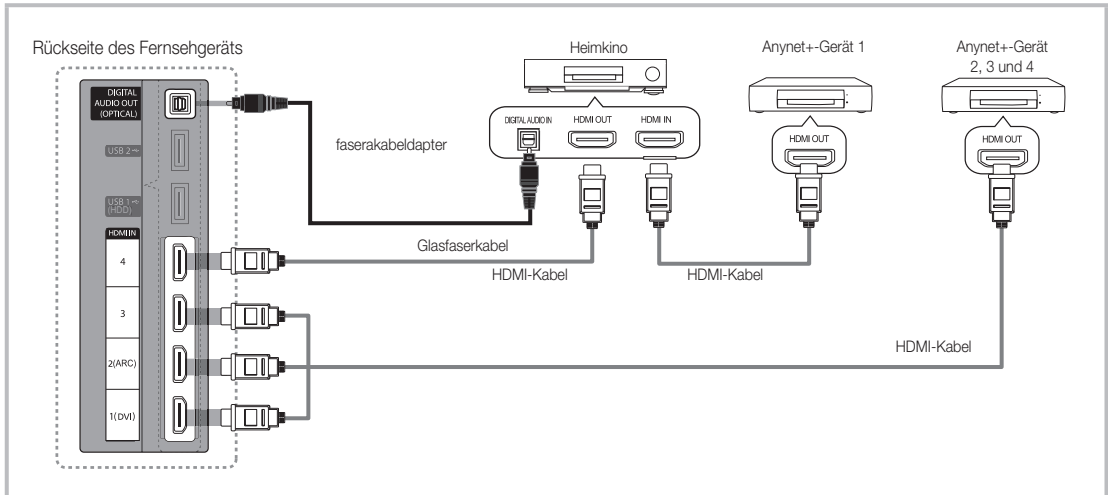 Rückseite des Fernsehgeräts
Heimkino
Anynet+-Gerät 1
Anynet+-Gerät
2, 3 und 4
DIGITAL
AUDIO OUT
(OPTICAL)
DIGITAL AUDIO IN
HDMI OUT
HDMI IN
HDMI OUT
HDMI OUT
USB 2
faserakabeldapter
USB 1
(HDD)
HDMI IN
4
Glasfaserkabel
HDMI-Kabel
HDMI-Kabel
3
HDMI-Kabel
2(ARC)
1(DVI)